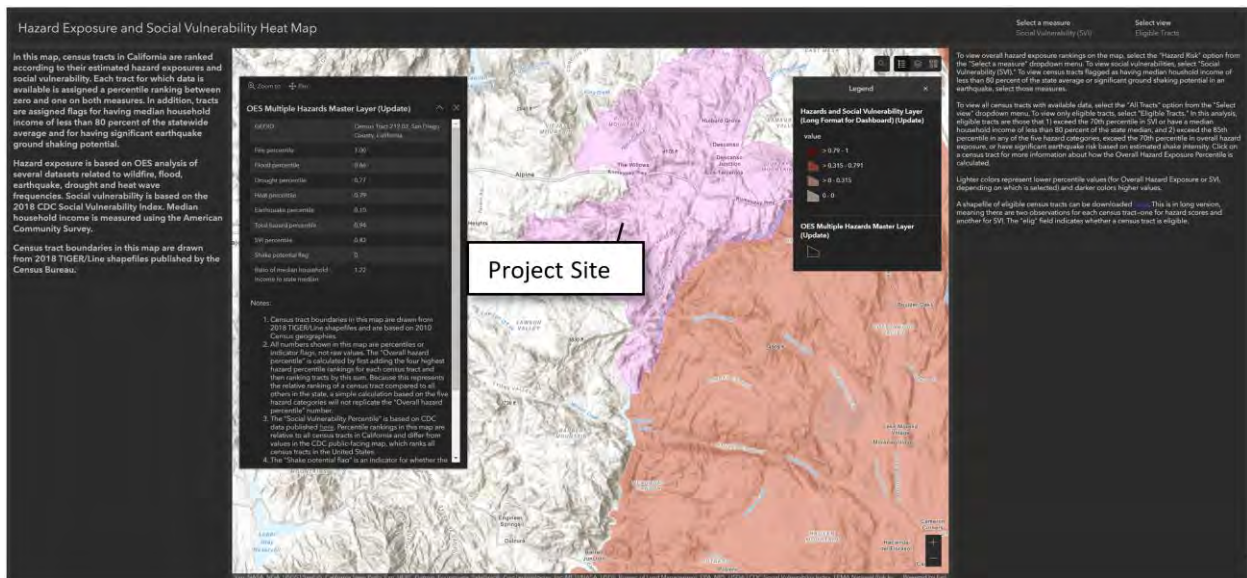 Hazard Exposure and Social Vulnerability Heat Map
Select a measure
Social Vulnerability (SVI)
Select view
Eligible Tracts
In this map, census tracts in California are ranked
according to their estimated hazard exposures and
social vulnerability. Each tract for which data is
available is assigned a percentile ranking between
zero and one on both measures. In addition, tracts
are assigned flags for having median household
income of less than 80 percent of the statewide
average and for having significant earthquake
ground shaking potential.
Hazard exposure is based on OES analysis of
several datasets related to wildfire, flood,
earthquake, drought and heat wave
frequencies. Social vulnerability is based on the
2018 CDC Social Vulnerability Index. Median
household income is measured using the American
Community Survey.
Census tract boundaries in this map are drawn
from 2018 TIGER/Line shapefiles published by the
Census Bureau.
Zoom to
OES Multiple Hazards Master Layer (Update)
GEOID
Census Tract 212.02, San Diego
County, California
Fire percentile 1.00
Flood percentile 0.66
Drought percentile 0.77
Heat percentile
Earthquake percentile
Total hazard percentile 0.94
SVI percentile
Shake potential flag 0
Ratio of median household
income to state median
1.22
Notes:
1. Census tract boundaries in this map are drawn from
2018 TIGER/Line shapefiles and are based on 2010
Census geographies.
2. All numbers shown in this map are percentiles or
indicator flags, not raw values. The "Overall hazard
percentile" is calculated by first adding the four highest
hazard percentile rankings for each census tract and
then ranking tracts by this sum. Because this represents
the relative ranking of a census tract compared to all
others in the state, a simple calculation based on the five
hazard categories will not replicate the "Overall hazard
percentile" number.
3. The "Social Vulnerability Percentile" is based on CDC
data published here. Percentile rankings in this map are
relative to all census tracts in California and differ from
values in the CDC public-facing map, which ranks all
census tracts in the United States.
4. The "Shake potential flag" is an indicator for whether the
Project Site
Alpine
The Willows
Descanso
Descanso
Junction
Hulburd Grove
Legend
Hazards and Social Vulnerability Layer
(Long Format for Dashboard) (Update)
value
> 0.79 - 1
> 0.315 - 0.791
> 0 - 0.315
0 - 0
OES Multiple Hazards Master Layer
(Update)
Boulder Oaks
Engineer
Springs
Dulzura
Barrett
Junction
Cameron
Corners
To view overall hazard exposure rankings on the map, select the "Hazard Risk" option from
the "Select a measure" dropdown menu. To view social vulnerabilities, select "Social
Vulnerability (SVI)." To view census tracts flagged as having median houshold income of
less than 80 percent of the state average or significant ground shaking potential in an
earthquake, select those measures.
To view all census tracts with available data, select the "All Tracts" option from the "Select
view" dropdown menu. To view only eligible tracts, select "Eligible Tracts." In this analysis,
eligible tracts are those that 1) exceed the 70th percentile in SVI or have a median
household income of less than 80 percent of the state median, and 2) exceed the 85th
percentile in any of the five hazard categories, exceed the 70th percentile in overall hazard
exposure, or have significant earthquake risk based on estimated shake intensity. Click on
a census tract for more information about how the Overall Hazard Exposure Percentile is
calculated.
Lighter colors represent lower percentile values (for Overall Hazard Exposure or SVI,
depending on which is selected) and darker colors higher values.
A shapefile of eligible census tracts can be downloaded here. This is in long version,
meaning there are two observations for each census tract–one for hazard scores and
another for SVI. The "elig" field indicates whether a census tract is eligible.